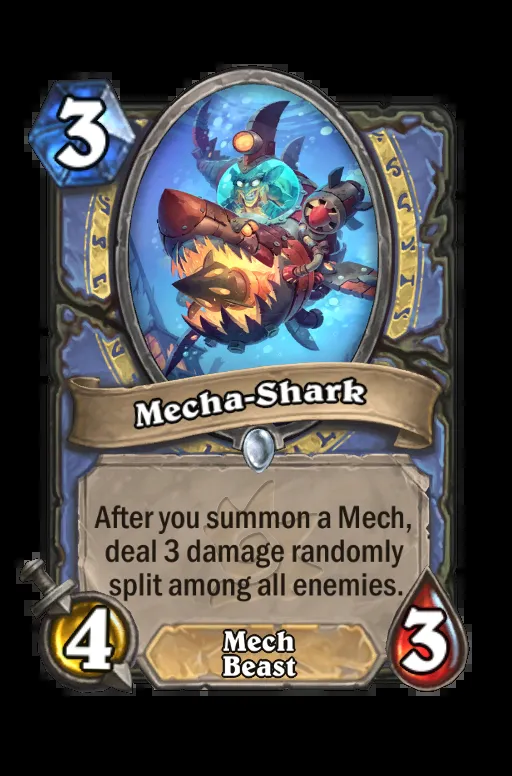 3
Mecha-Shark
After you summon a Mech,
deal 3 damage randomly
split among all enemies.
4
Mech
Beast
3